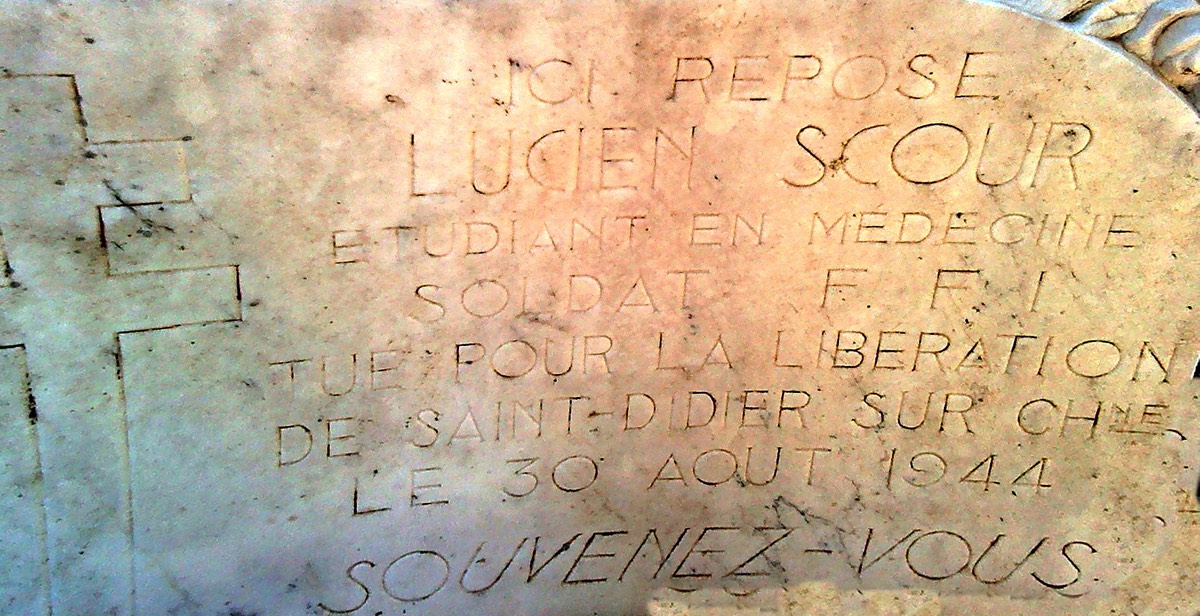 ICI REPOSE
LUCIEN SCOUR
ETUDIANT EN MÉDECINE
SOLDAT F F I
TUÉ POUR LA LIBÉRATION
DE SAINT-DIDIER SUR CHNE
LE 30 AOUT 1944
SOUVENEZ-VOUS